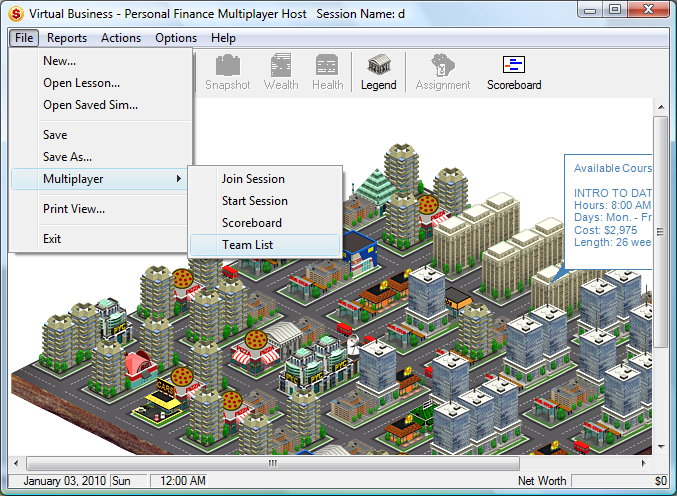 Virtual Business - Personal Finance Multiplayer Host   Session Name: d
File Reports Actions Options Help
New...
Open Lesson...
Open Saved Sim...
Save
Save As...
Multiplayer
Print View...
Exit
Join Session
Start Session
Scoreboard
Team List
Snapshot Wealth Health Legend Assignment Scoreboard
Available Cours
INTRO TO DAT
Hours: 8:00 AM
Days: Mon. - Fr
Cost: $2,975
Length: 26 wee
January 03, 2010 Sun 12:00 AM Net Worth $0